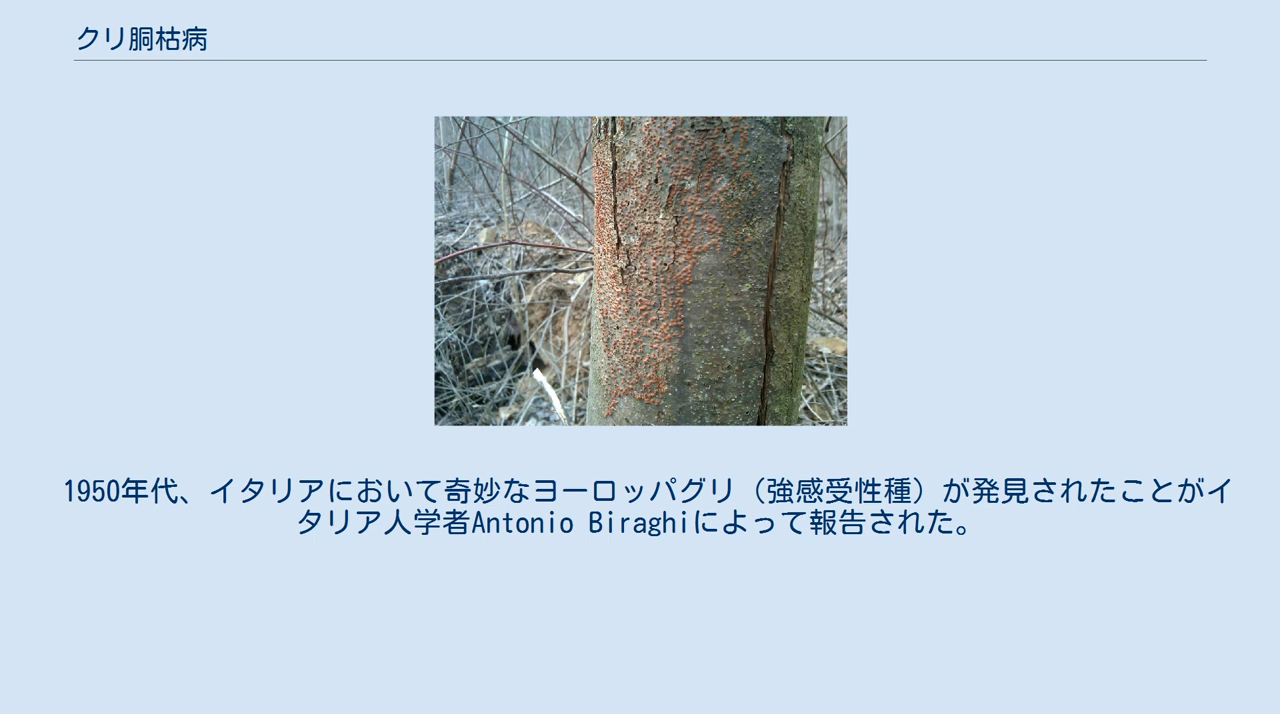 クリ胴枯病
1950年代、イタリアにおいて奇妙なヨーロッパグリ（強感受性種）が発見されたことがイ
タリア人学者Antonio Biraghiによって報告された。